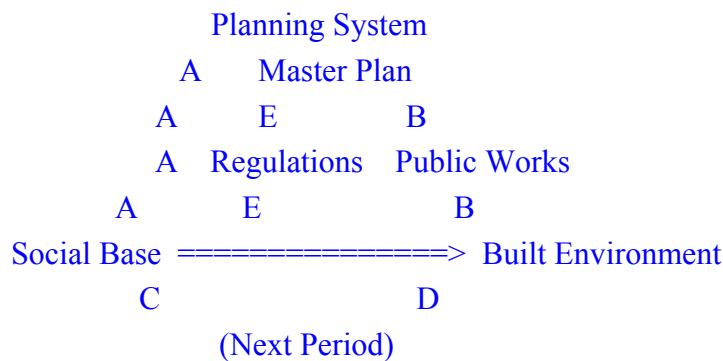 Planning System
A Master Plan
A E B
A Regulations Public Works
A E B
Social Base ===============> Built Environment
C D
(Next Period)